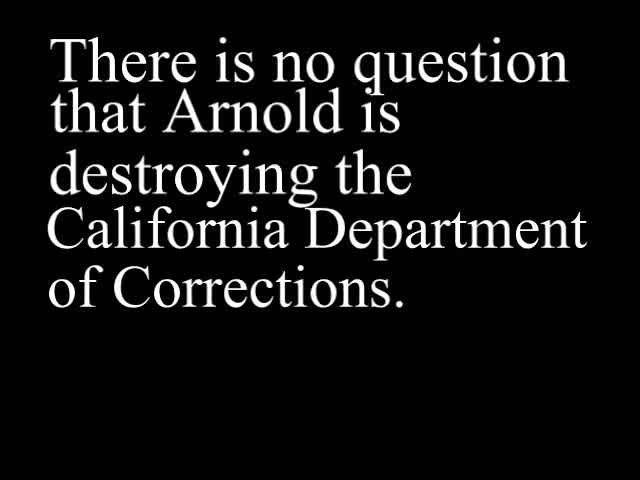 There is no question
that Arnold is
destroying the
California Department
of Corrections.